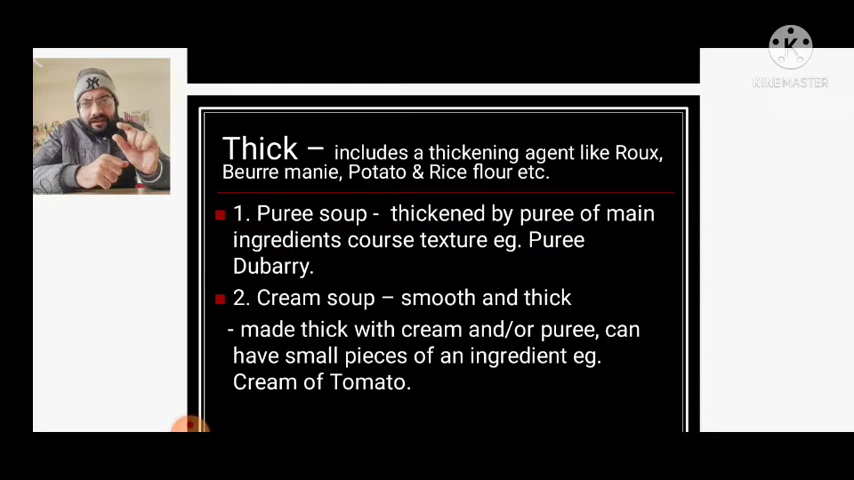 K
KINEMASTER
NY
Thick – includes a thickening agent like Roux,
Beurre manie, Potato & Rice flour etc.
1. Puree soup - thickened by puree of main
ingredients course texture eg. Puree
Dubarry.
2. Cream soup – smooth and thick
- made thick with cream and/or puree, can
have small pieces of an ingredient eg.
Cream of Tomato.